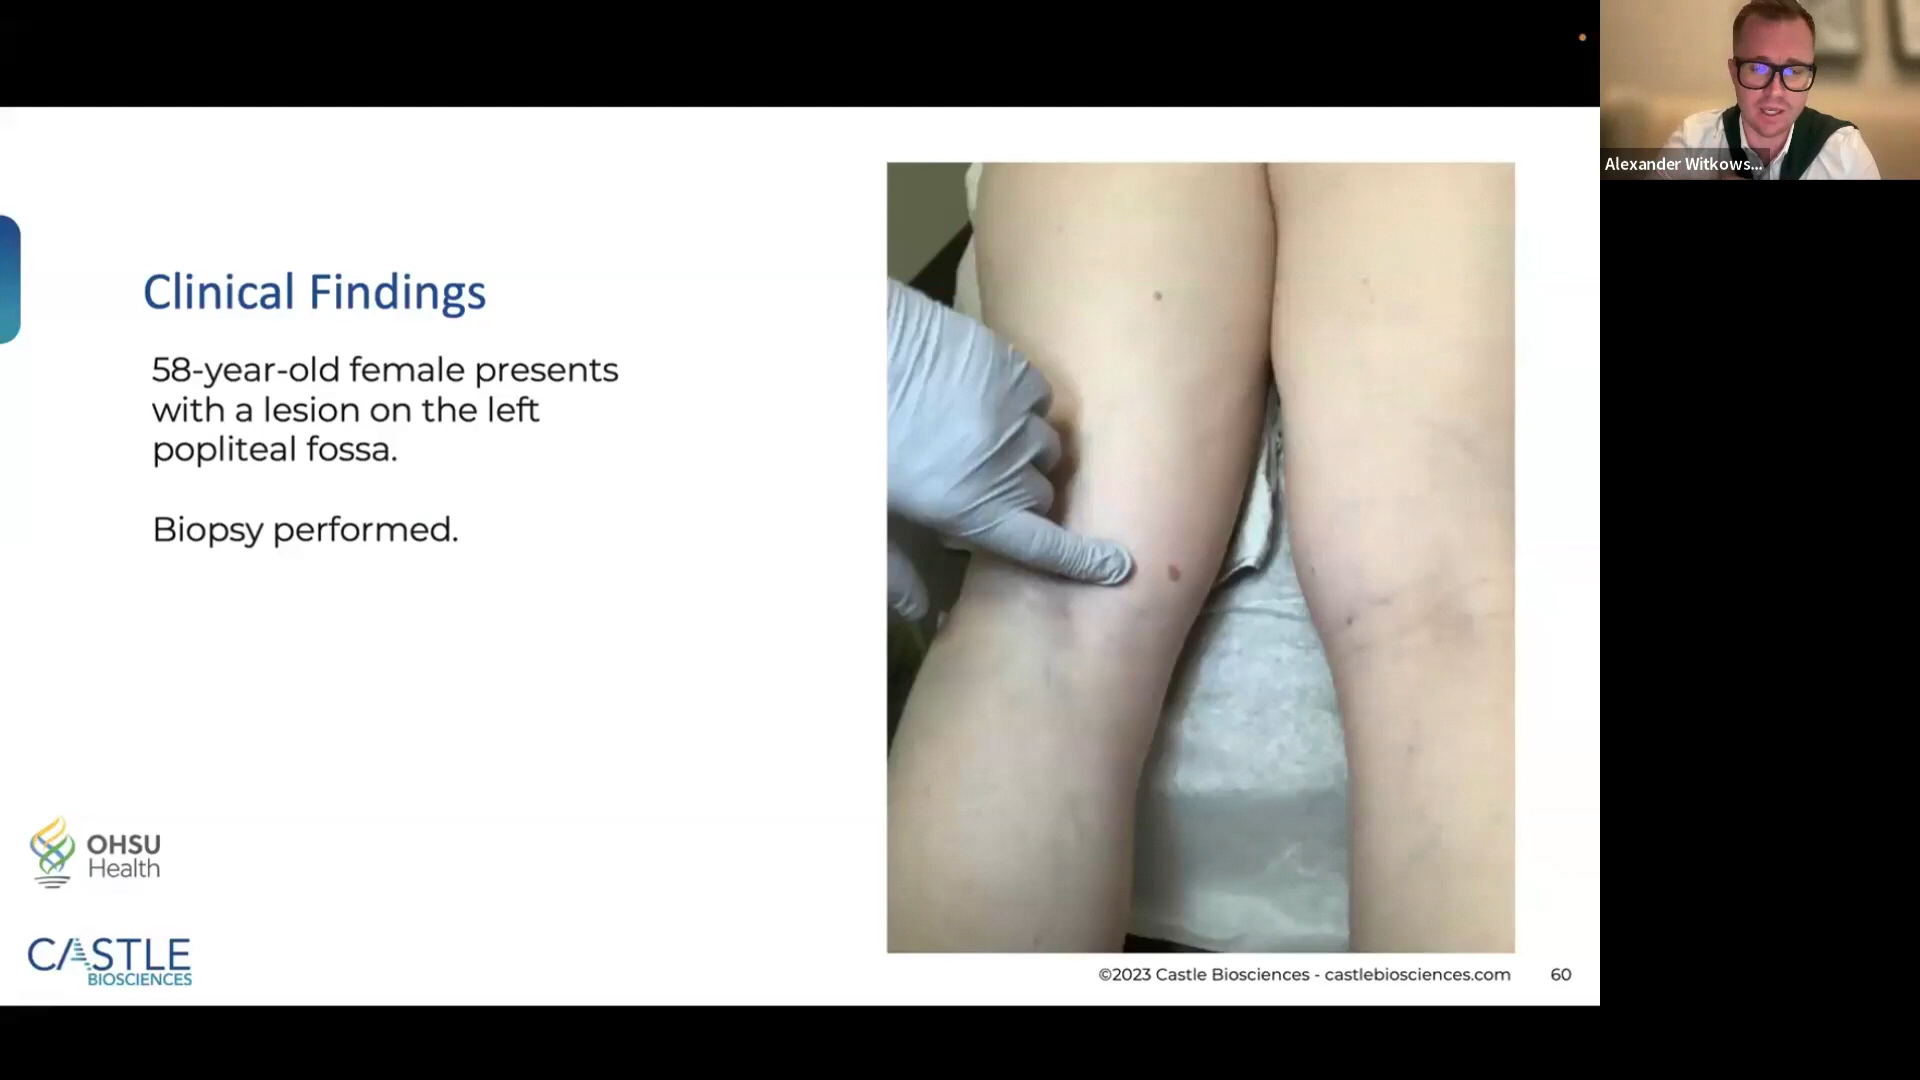 Alexander Witkows...
Clinical Findings
58-year-old female presents
with a lesion on the left
popliteal fossa.
Biopsy performed.
OHSU
Health
CASTLE
BIOSCIENCES
©2023 Castle Biosciences - castlebiosciences.com
60